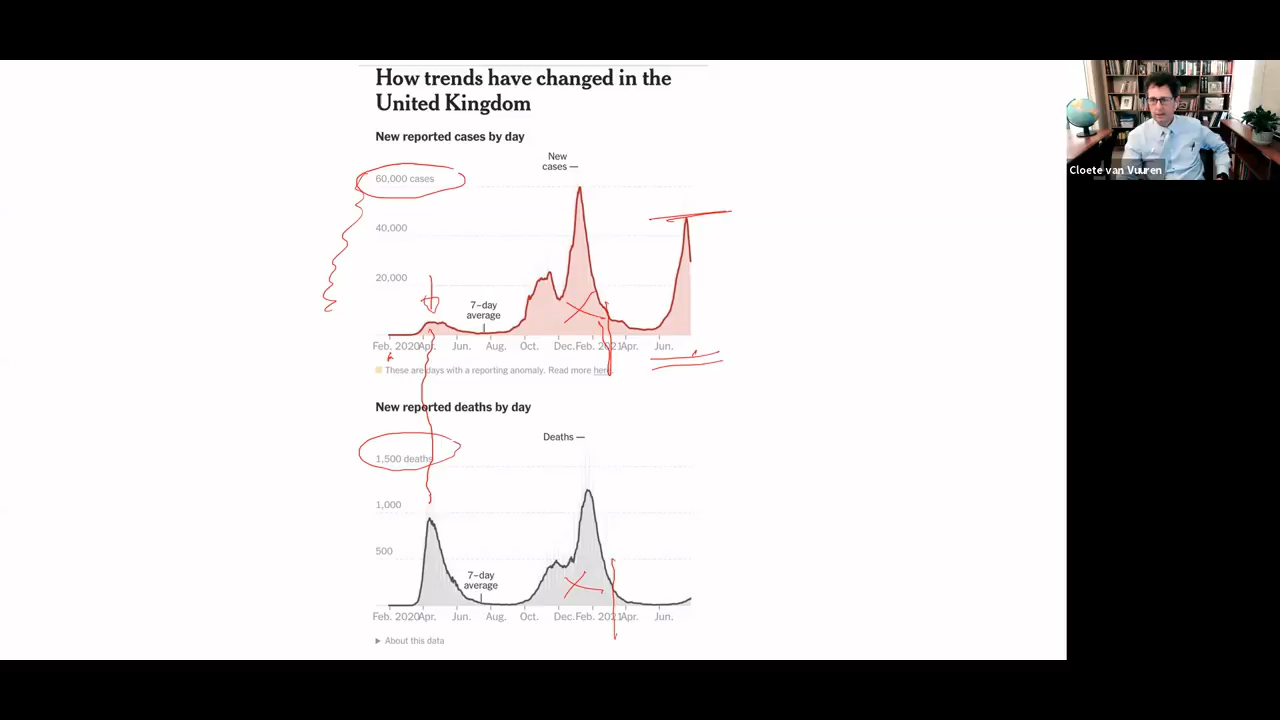 How trends have changed in the
United Kingdom
New reported cases by day
New
cases
60,000 cases
40,000
20,000
7-day
average
Feb. 2020 Apr. Jun. Aug. Oct. Dec. Feb. 2021 Apr. Jun.
These are days with a reporting anomaly. Read more here.
New reported deaths by day
Deaths
1,500 deaths
1,000
500
7-day
average
Feb. 2020 Apr. Jun. Aug. Oct. Dec. Feb. 2021 Apr. Jun.
About this data
Cloete van Vuuren